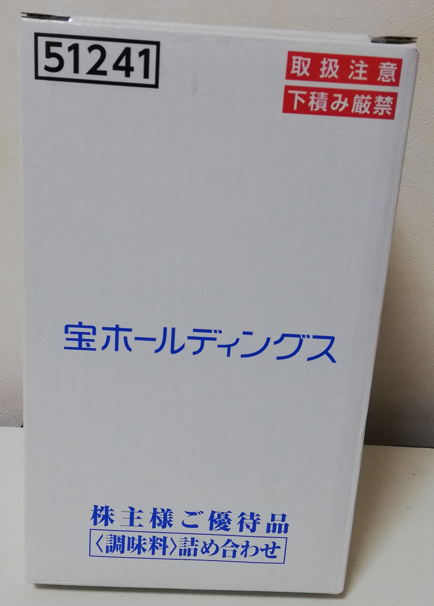 51241
取扱注意
下積み厳禁
宝ホールディングス
株主様ご優待品
〈調味料〉詰め合わせ